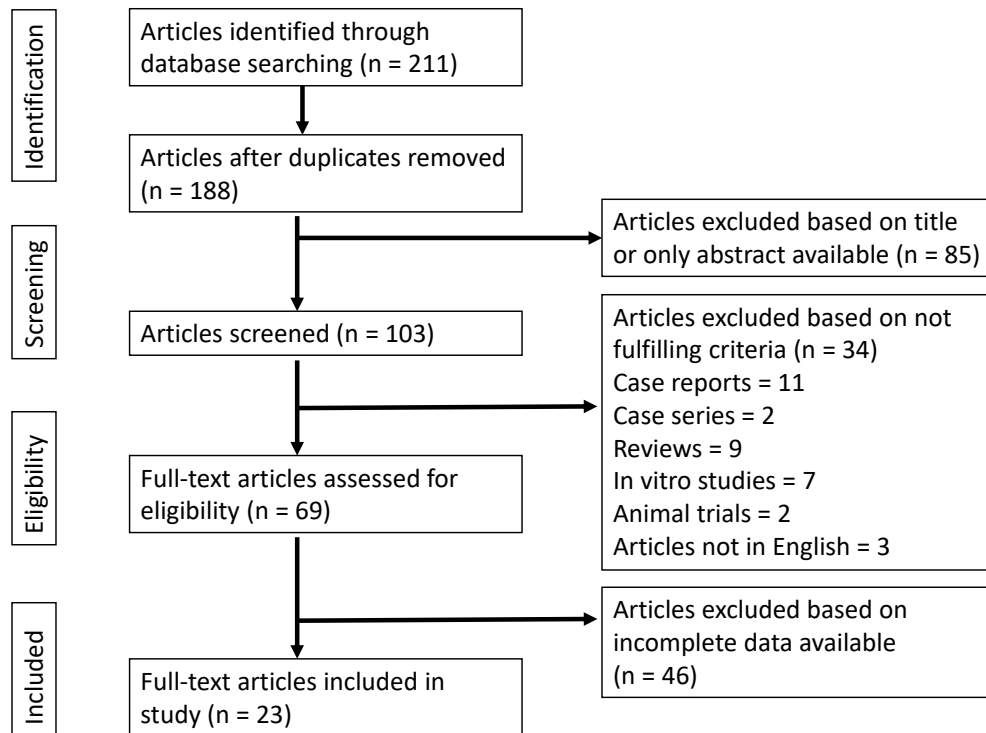 Identification
Articles identified through
database searching (n = 211)
Articles after duplicates removed
(n = 188)
Screening
Articles excluded based on title
or only abstract available (n = 85)
Articles screened (n = 103)
Articles excluded based on not
fulfilling criteria (n = 34)
Case reports = 11
Case series = 2
Reviews = 9
In vitro studies = 7
Animal trials = 2
Articles not in English = 3
Eligibility
Full-text articles assessed for
eligibility (n = 69)
Articles excluded based on
incomplete data available
(n = 46)
Included
Full-text articles included in
study (n = 23)